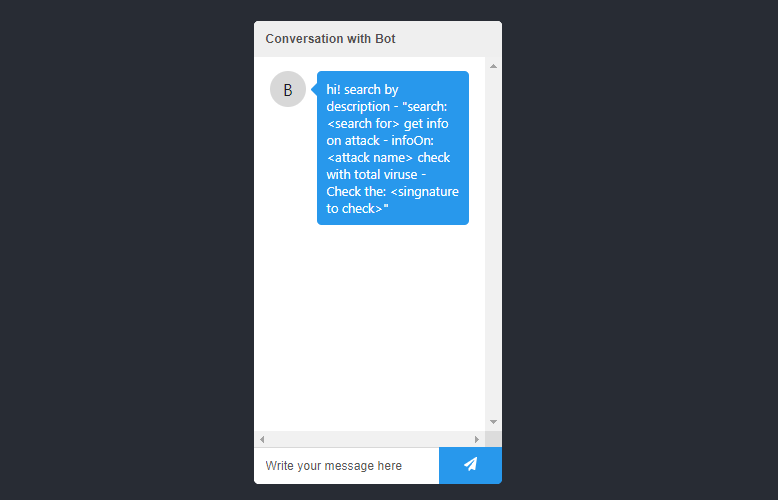 Conversation with Bot
B
hi! search by
description - "search:
<search for> get info
on attack - infoOn:
<attack name> check
with total viruse -
Check the: <singnature
to check>"
Write your message here